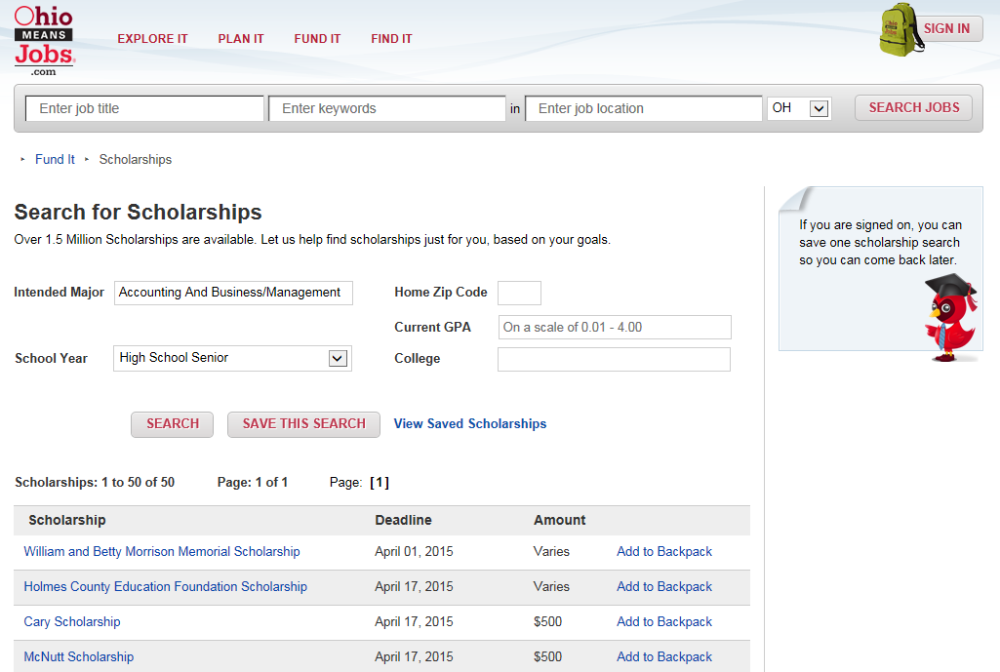 Ohio
MEANS
Jobs.
.com
EXPLORE IT PLAN IT FUND IT FIND IT
SIGN IN
Enter job title Enter keywords in Enter job location OH SEARCH JOBS
Fund It Scholarships
Search for Scholarships
Over 1.5 Million Scholarships are available. Let us help find scholarships just for you, based on your goals.
If you are signed on, you can
save one scholarship search
so you can come back later.
Intended Major Accounting And Business/Management Home Zip Code
Current GPA On a scale of 0.01 - 4.00
School Year High School Senior College
SEARCH SAVE THIS SEARCH View Saved Scholarships
Scholarships: 1 to 50 of 50 Page: 1 of 1 Page: [1]
Scholarship Deadline Amount
William and Betty Morrison Memorial Scholarship April 01, 2015 Varies Add to Backpack
Holmes County Education Foundation Scholarship April 17, 2015 Varies Add to Backpack
Cary Scholarship April 17, 2015 $500 Add to Backpack
McNutt Scholarship April 17, 2015 $500 Add to Backpack